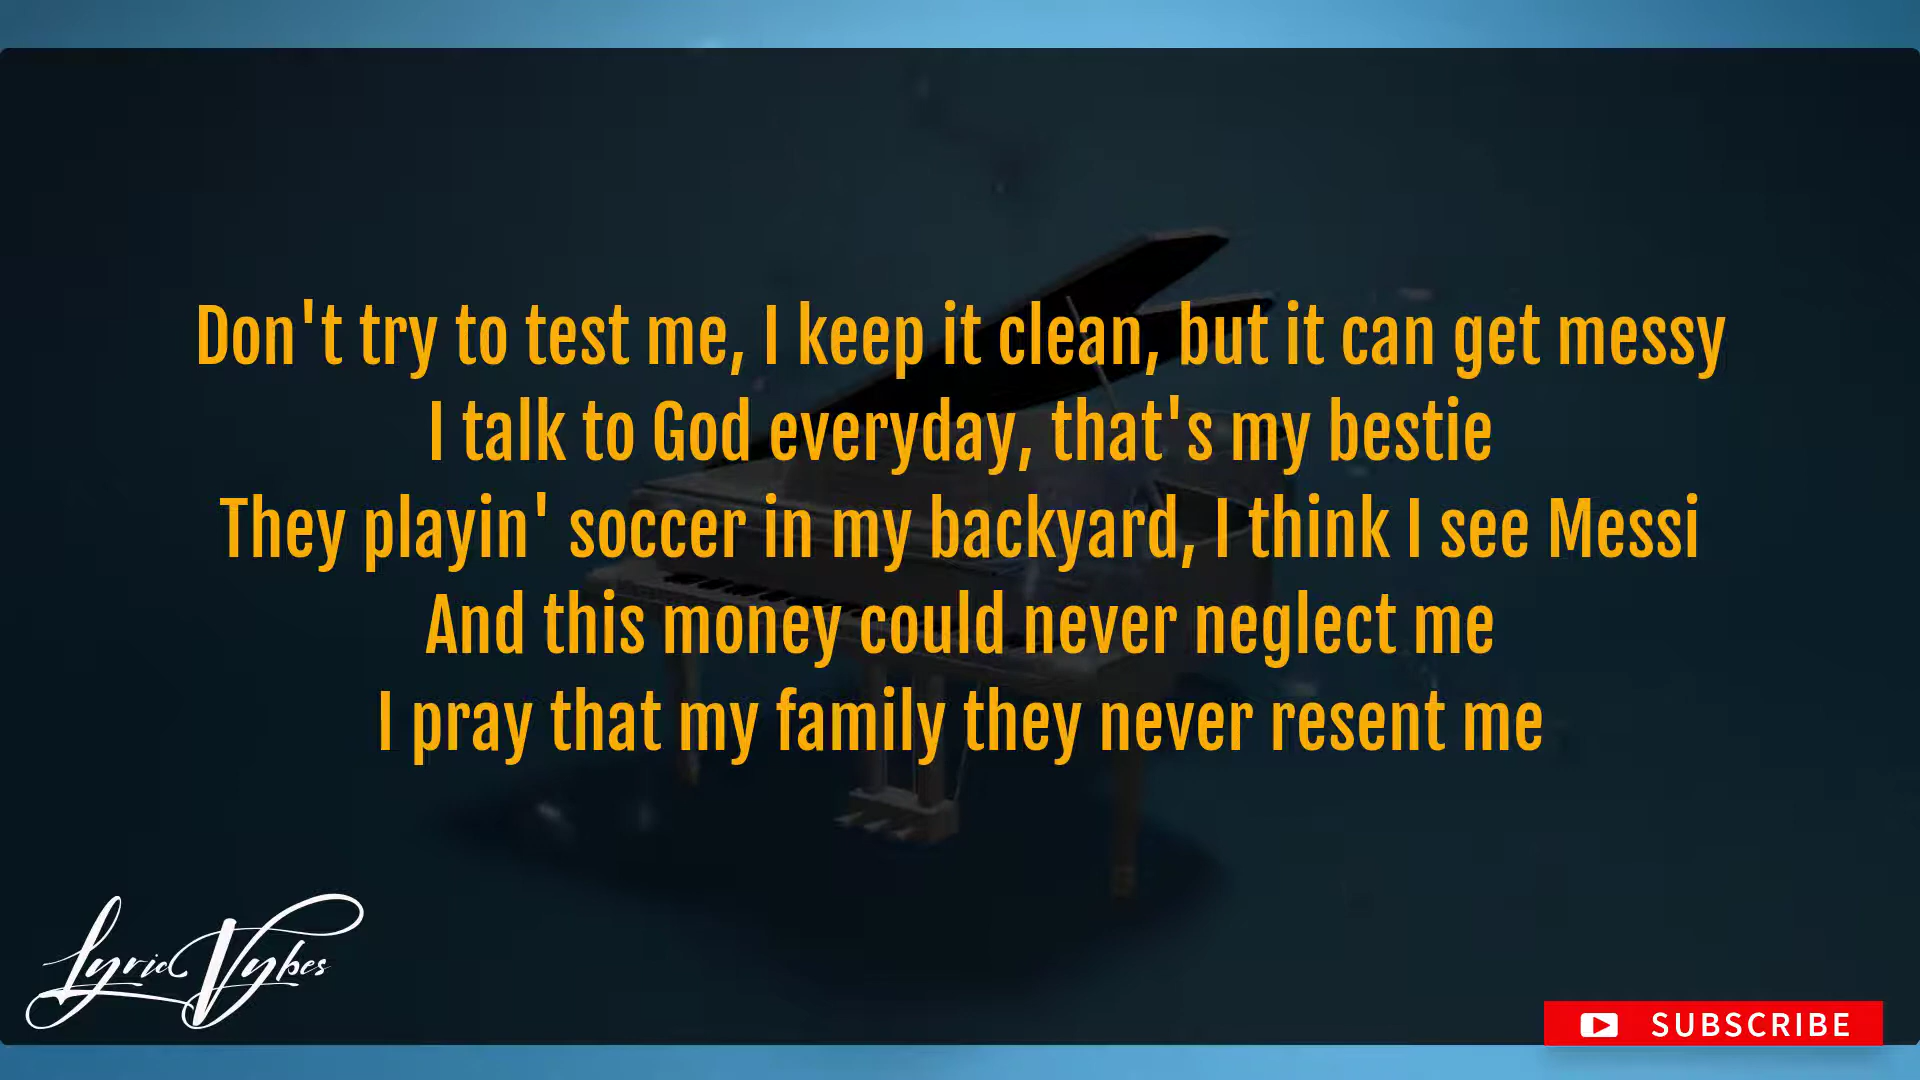 Don't try to test me, I keep it clean, but it can get messy
I talk to God everyday, that's my bestie
They playin' soccer in my backyard, I think I see Messi
And this money could never neglect me
I pray that my family they never resent me
Lyric Vybes
SUBSCRIBE